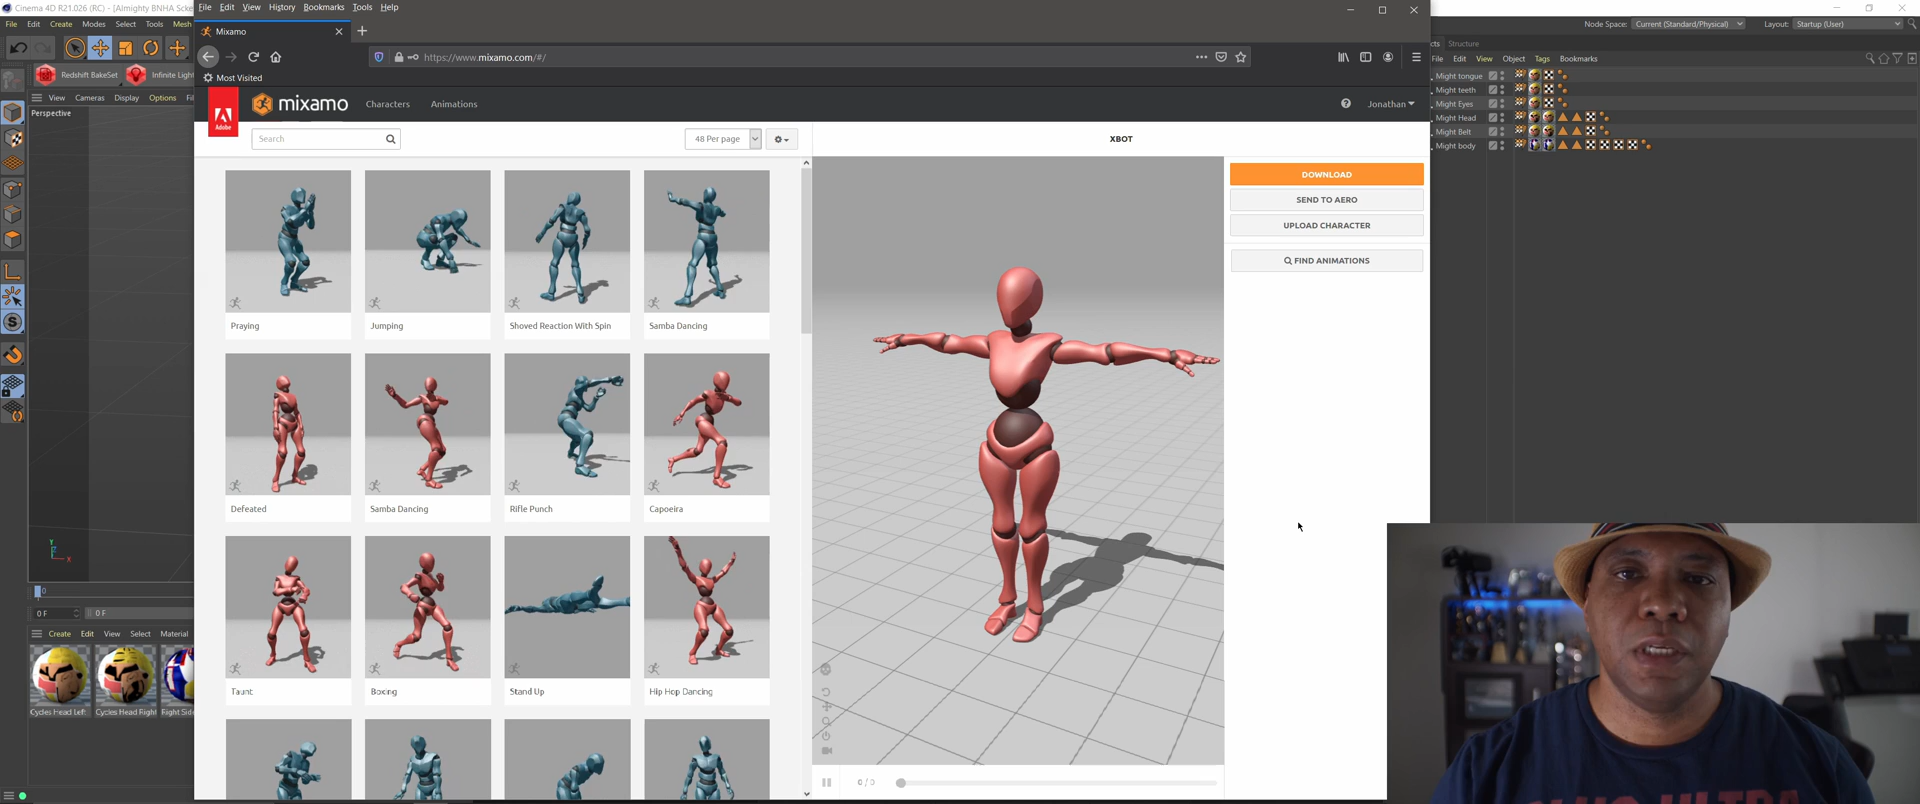 Cinema 4D R21.026 (RC) - [Almighty BNHA Scke
File Edit Create Modes Select Tools Mesh
Redshift BakeSet Infinite Light
View Cameras Display Options Fil
Perspective
Y
X
0
0 F 0 F
Create Edit View Select Material
Cycles Head Left Cycles Head Right Fight Sid
File Edit View History Bookmarks Tools Help
Mixamo
https://www.mixamo.com/#/
Most Visited
Adobe
mixamo
Characters Animations
Jonathan
Search
48 Per page
XBOT
Praying
Jumping
Shoved Reaction With Spin
Samba Dancing
Defeated
Samba Dancing
Rifle Punch
Capoeira
Taunt
Boxing
Stand Up
Hip Hop Dancing
0 / 0
DOWNLOAD
SEND TO AERO
UPLOAD CHARACTER
FIND ANIMATIONS
Node Space: Current (Standard/Physical) Layout: Startup (User)
cts Structure
File Edit View Object Tags Bookmarks
Might tongue
Might teeth
Might Eyes
Might Head
Might Belt
Might body